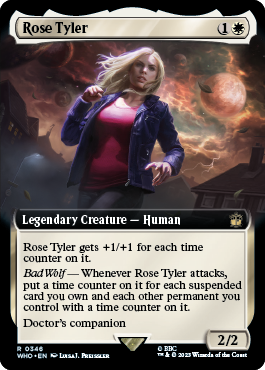 Rose Tyler 1
Legendary Creature — Human
Rose Tyler gets +1/+1 for each time
counter on it.
Bad Wolf — Whenever Rose Tyler attacks,
put a time counter on it for each suspended
card you own and each other permanent you
control with a time counter on it.
Doctor's companion
2/2
R 0346
WHO • EN Luisa J. Preissler
© BBC
™ & © 2023 Wizards of the Coast